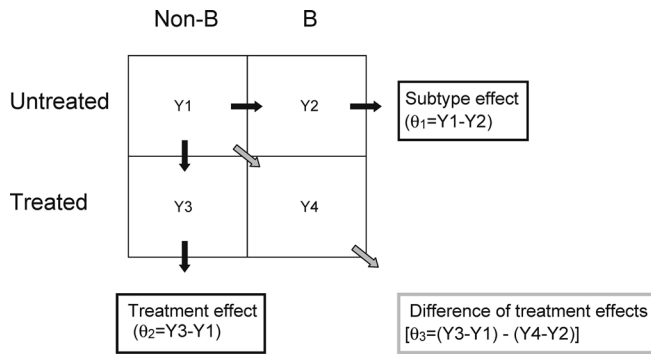 Non-B B
Untreated
Y1 Y2
Subtype effect
(θ₁=Y1-Y2)
Treated
Y3 Y4
Treatment effect
(θ₂=Y3-Y1)
Difference of treatment effects
[θ₃=(Y3-Y1) - (Y4-Y2)]